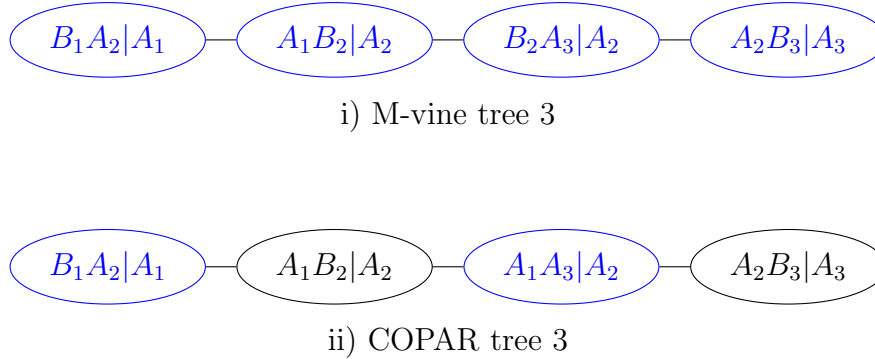 B₁A₂|A₁ A₁B₂|A₂ B₂A₃|A₂ A₂B₃|A₃
i) M-vine tree 3
B₁A₂|A₁ A₁B₂|A₂ A₁A₃|A₂ A₂B₃|A₃
ii) COPAR tree 3